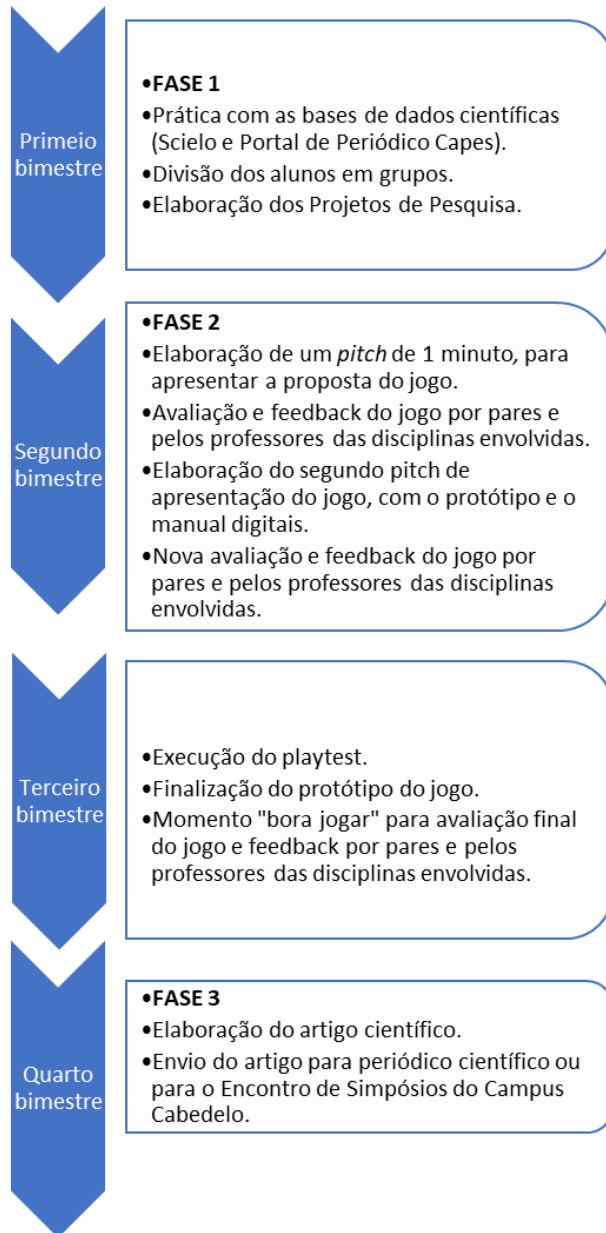 Primeio
bimestre
•FASE 1
•Prática com as bases de dados científicas
(Scielo e Portal de Periódico Capes).
•Divisão dos alunos em grupos.
•Elaboração dos Projetos de Pesquisa.
Segundo
bimestre
•FASE 2
•Elaboração de um pitch de 1 minuto, para
apresentar a proposta do jogo.
•Avaliação e feedback do jogo por pares e
pelos professores das disciplinas envolvidas.
•Elaboração do segundo pitch de
apresentação do jogo, com o protótipo e o
manual digitais.
•Nova avaliação e feedback do jogo por
pares e pelos professores das disciplinas
envolvidas.
Terceiro
bimestre
•Execução do playtest.
•Finalização do protótipo do jogo.
•Momento "bora jogar" para avaliação final
do jogo e feedback por pares e pelos
professores das disciplinas envolvidas.
Quarto
bimestre
•FASE 3
•Elaboração do artigo científico.
•Envio do artigo para periódico científico ou
para o Encontro de Simpósios do Campus
Cabedelo.